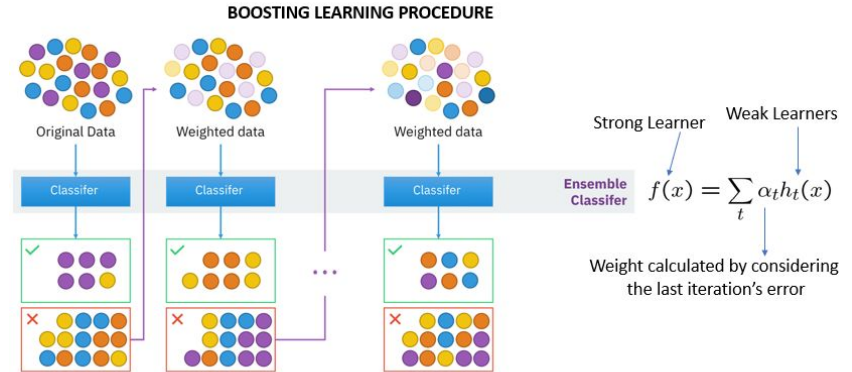 BOOSTING LEARNING PROCEDURE
Original Data
Weighted data
Weighted data
Classifer
Classifer
Classifer
Ensemble
Classifer
Strong Learner
Weak Learners
f(x) = ∑ₜ αₜhₜ(x)
Weight calculated by considering
the last iteration's error